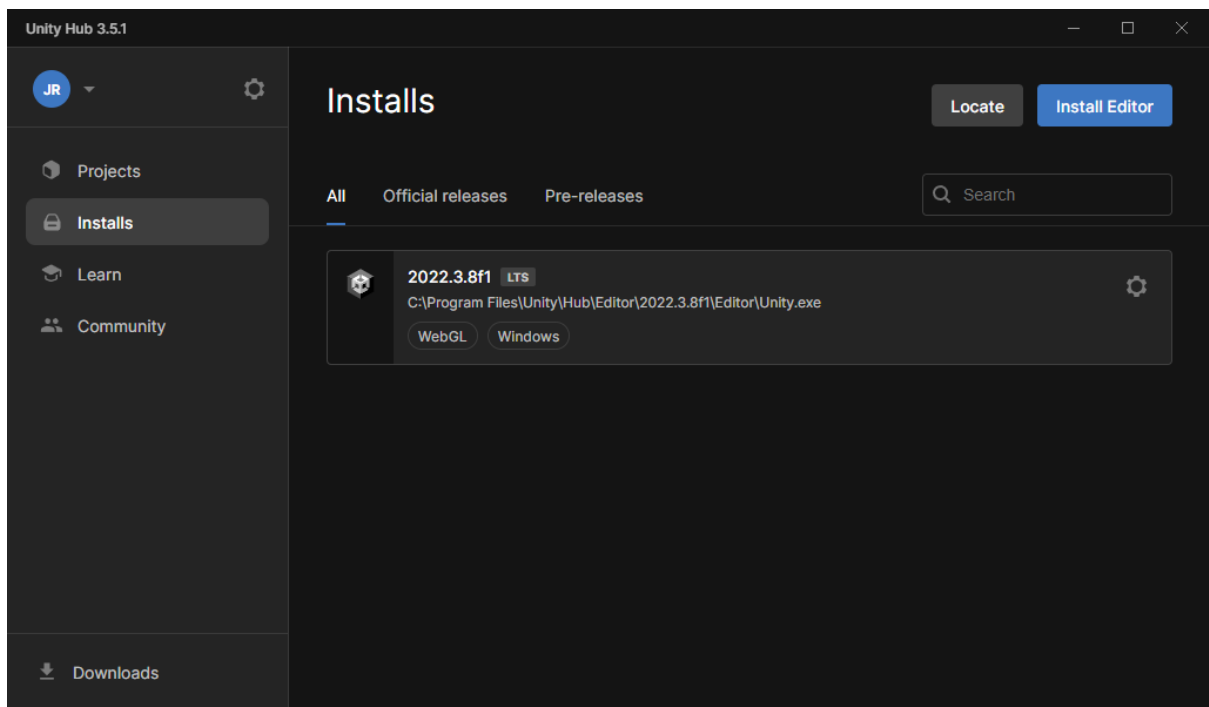 Unity Hub 3.5.1
JR
Projects
Installs
Learn
Community
Downloads
Installs
Locate
Install Editor
All
Official releases
Pre-releases
Search
2022.3.8f1 LTS
C:\Program Files\Unity\Hub\Editor\2022.3.8f1\Editor\Unity.exe
WebGL
Windows